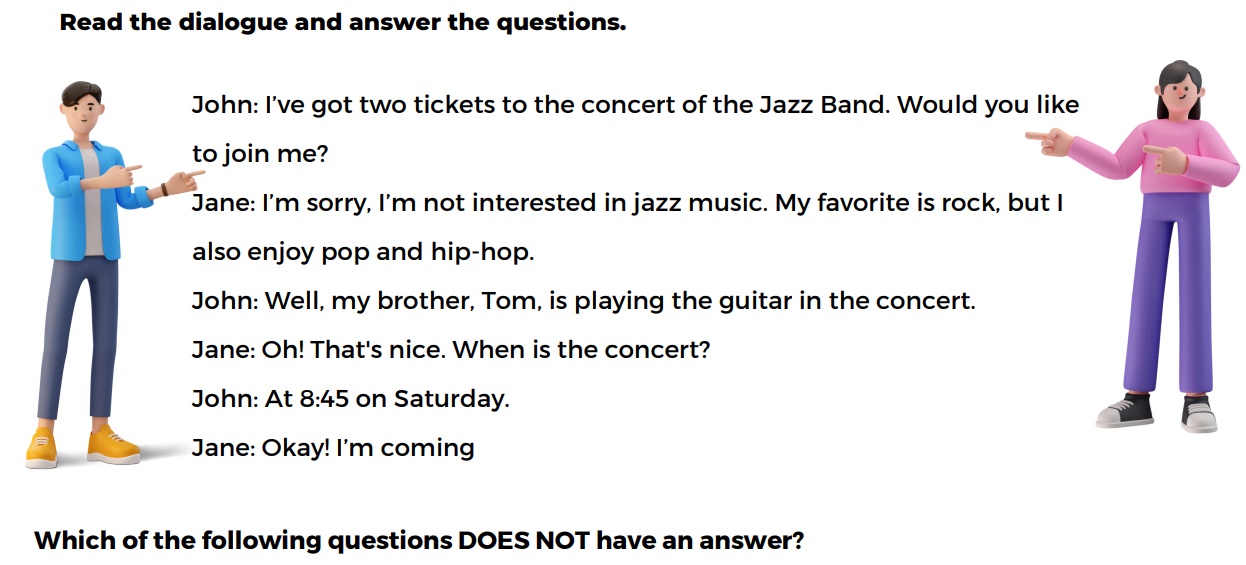 Read the dialogue and answer the questions.
John: I’ve got two tickets to the concert of the Jazz Band. Would you like
to join me?
Jane: I’m sorry, I’m not interested in jazz music. My favorite is rock, but I
also enjoy pop and hip-hop.
John: Well, my brother, Tom, is playing the guitar in the concert.
Jane: Oh! That's nice. When is the concert?
John: At 8:45 on Saturday.
Jane: Okay! I’m coming
Which of the following questions DOES NOT have an answer?